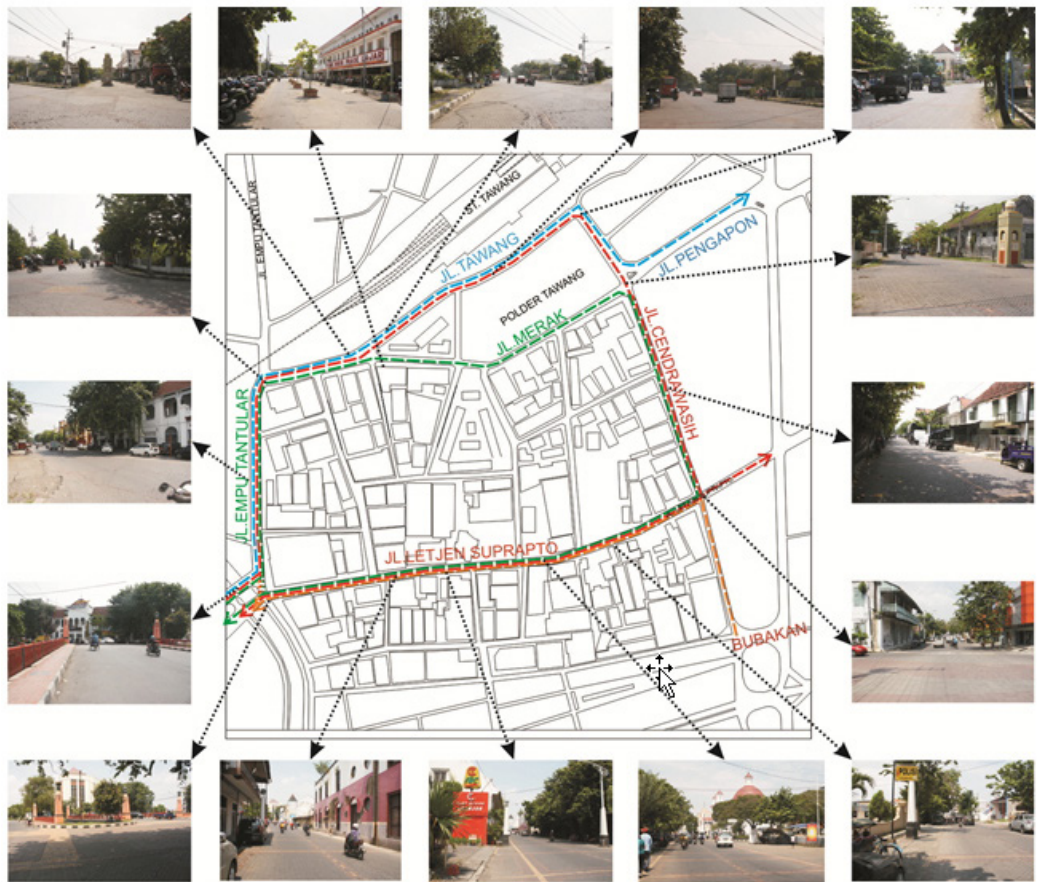 JL.EMPU TANTULAR
ST. TAWANG
JL.TAWANG
JL.PENGAPON
POLDER TAWANG
JL.MERAK
JL.CENDRAWASIH
JL.EMPU TANTULAR
JL.LETJEN SUPRAPTO
BUBAKAN
POLISI